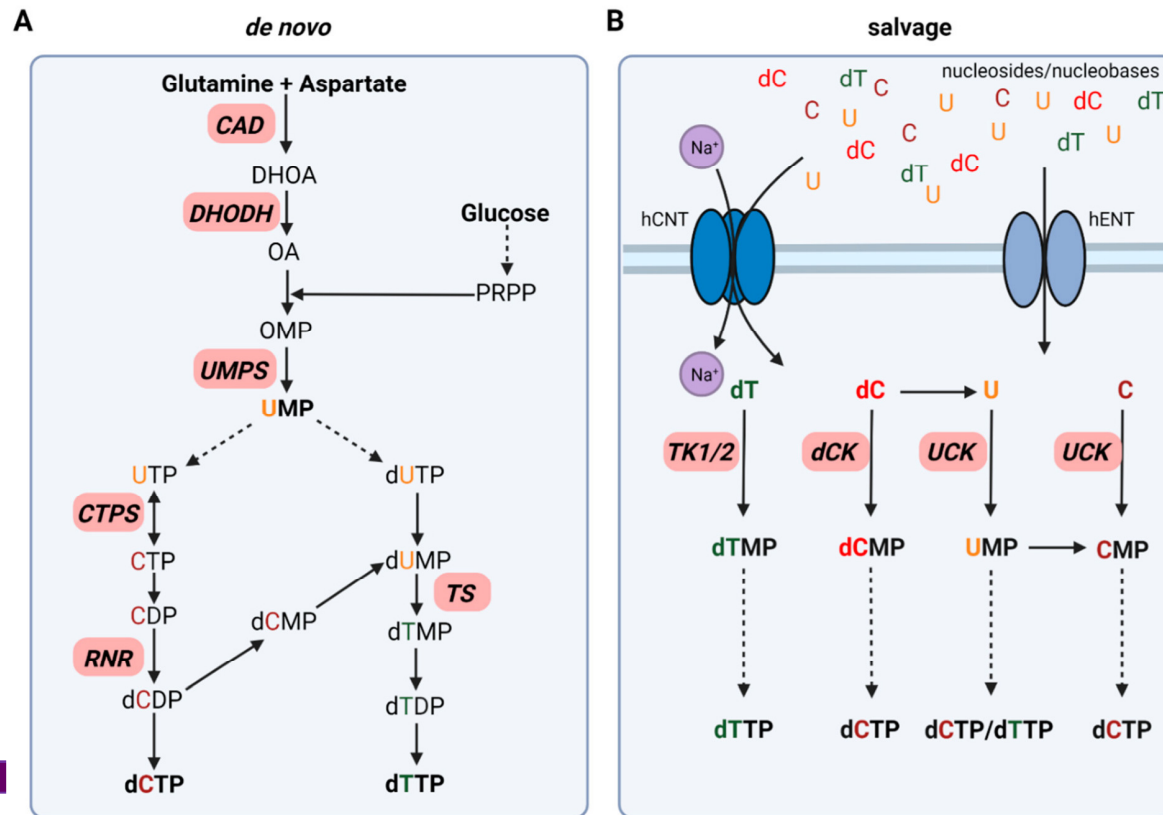 A
de novo
Glutamine + Aspartate
CAD
DHOA
DHODH
Glucose
OA
PRPP
OMP
UMPS
UMP
UTP
dUTP
CTPS
CTP
dUMP
TS
CDP
dCMP
dTMP
RNR
dCDP
dTDP
dCTP
dTTP
B
salvage
nucleosides/nucleobases
dC dT C U C U dC dT
C U C U U
Na⁺ dC dT dT dC
U U
hCNT hENT
Na⁺
dT dC U C
TK1/2 dCK UCK UCK
dTMP dCMP UMP CMP
dTTP dCTP dCTP/dTTP dCTP